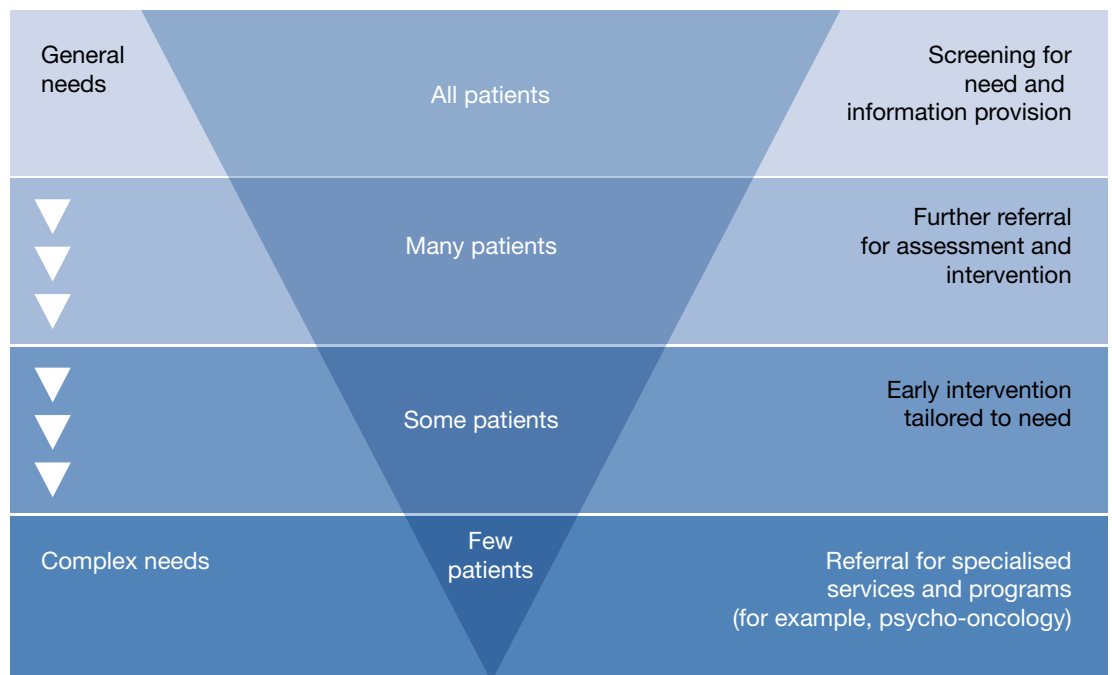 General
needs
All patients
Screening for
need and
information provision
Many patients
Further referral
for assessment and
intervention
Some patients
Early intervention
tailored to need
Complex needs
Few
patients
Referral for specialised
services and programs
(for example, psycho-oncology)